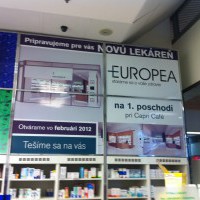 Pripravujeme pre vás NOVÚ LEKÁREŇ
EUROPEA
na 1. poschodí
pri Capri Café
Otvárame vo februári 2012
Tešíme sa na vás